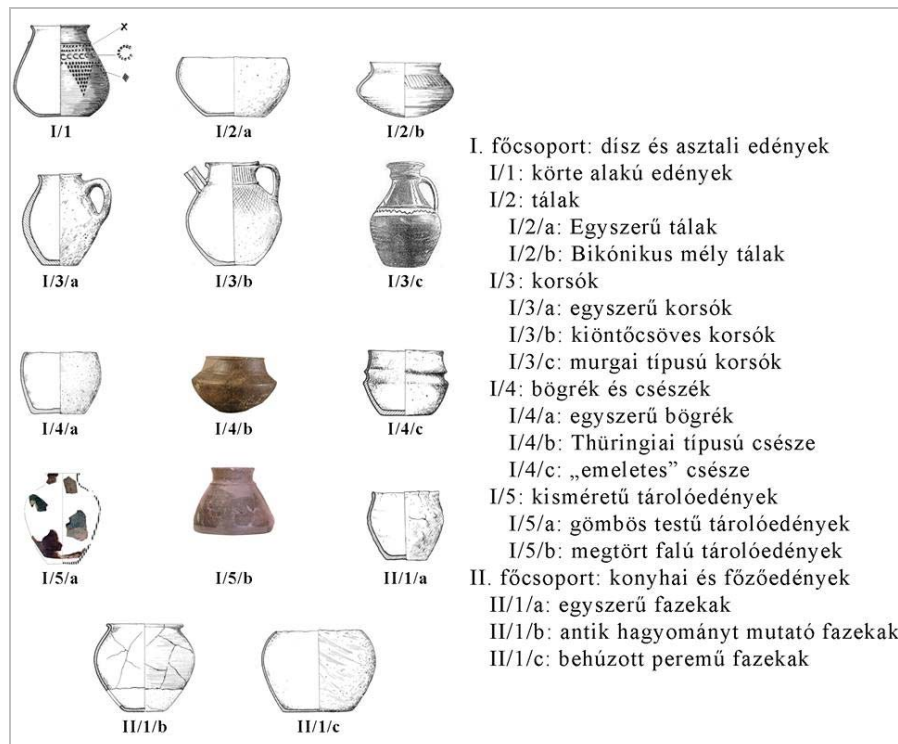 I/1
I/2/a
I/2/b
I/3/a
I/3/b
I/3/c
I/4/a
I/4/b
I/4/c
I/5/a
I/5/b
II/1/a
II/1/b
II/1/c
I. főcsoport: dísz és asztali edények
I/1: körte alakú edények
I/2: tálak
I/2/a: Egyszerű tálak
I/2/b: Bikónikus mély tálak
I/3: korsók
I/3/a: egyszerű korsók
I/3/b: kiöntőcsöves korsók
I/3/c: murgai típusú korsók
I/4: bögrék és csészék
I/4/a: egyszerű bögrék
I/4/b: Thüringiai típusú csésze
I/4/c: „emeletes” csésze
I/5: kisméretű tárolóedények
I/5/a: gömbös testű tárolóedények
I/5/b: megtört falú tárolóedények
II. főcsoport: konyhai és főzőedények
II/1/a: egyszerű fazekak
II/1/b: antik hagyományt mutató fazekak
II/1/c: behúzott peremű fazekak